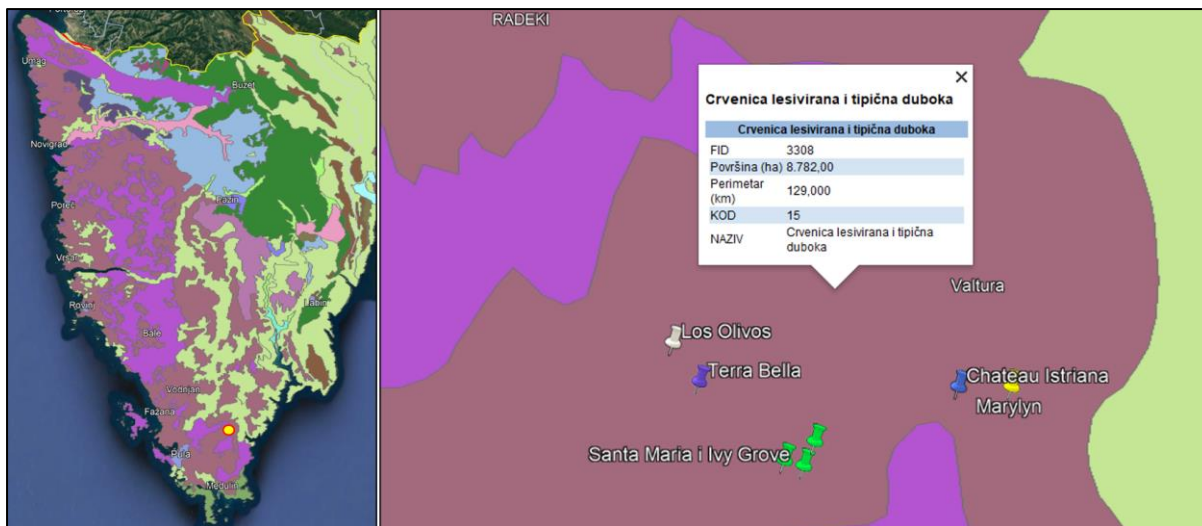 Umag
Buzet
Novigrad
Pazin
Poreč
Vrsar
Rovinj
Labin
Bale
Vodnjan
Fažana
Pula
Medulin
RADEKI
Crvenica lesivirana i tipična duboka
Crvenica lesivirana i tipična duboka
FID 3308
Površina (ha) 8.782,00
Perimetar (km) 129,000
KOD 15
NAZIV Crvenica lesivirana i tipična
duboka
Valtura
Los Olivos
Terra Bella
Chateau Istriana
Marylyn
Santa Maria i Ivy Grove